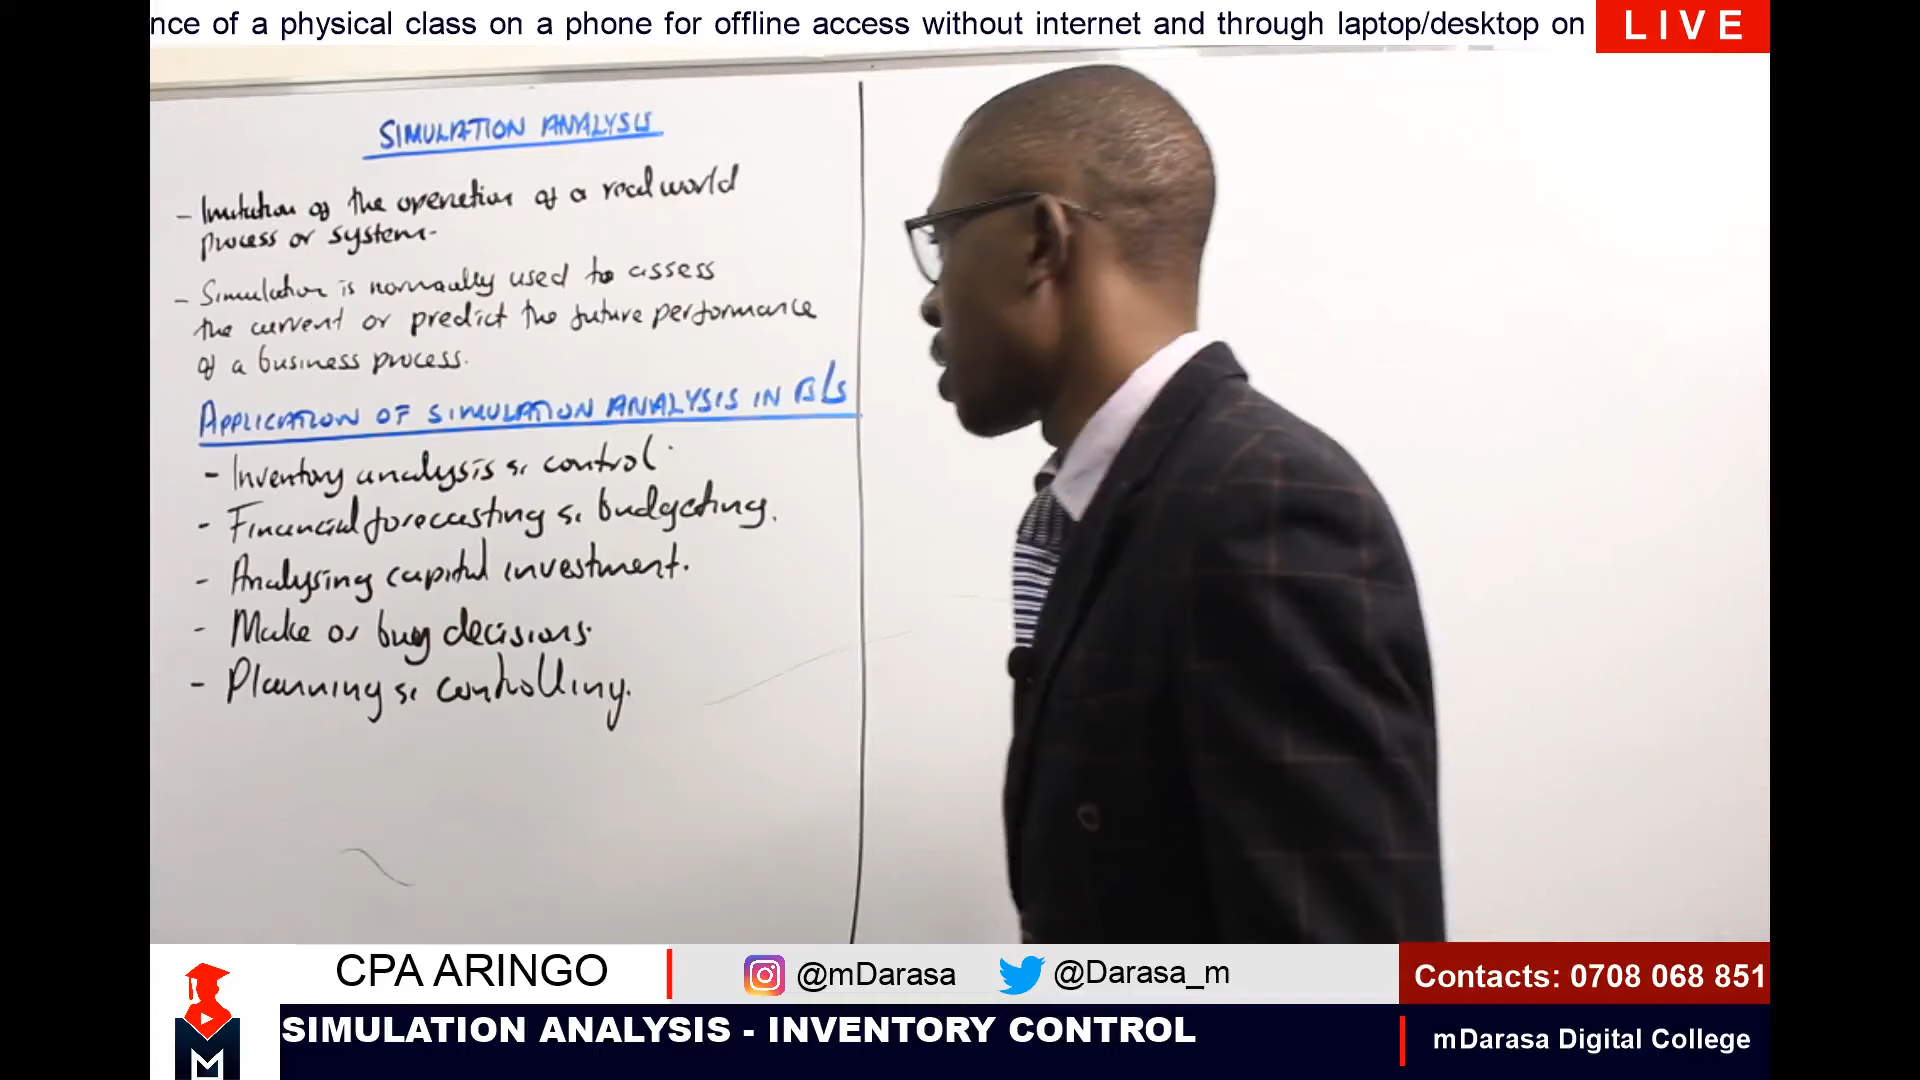 nce of a physical class on a phone for offline access without internet and through laptop/desktop on
LIVE
SIMULATION ANALYSIS
- Imitation of the operation of a real world
process or system.
- Simulation is normally used to assess
the current or predict the future performance
of a business process.
APPLICATION OF SIMULATION ANALYSIS IN B/S
- Inventory analysis & control.
- Financial forecasting & budgeting.
- Analysing capital investment.
- Make or buy decisions.
- Planning & controlling.
CPA ARINGO
@mDarasa
@Darasa_m
Contacts: 0708 068 851
M
SIMULATION ANALYSIS - INVENTORY CONTROL
mDarasa Digital College